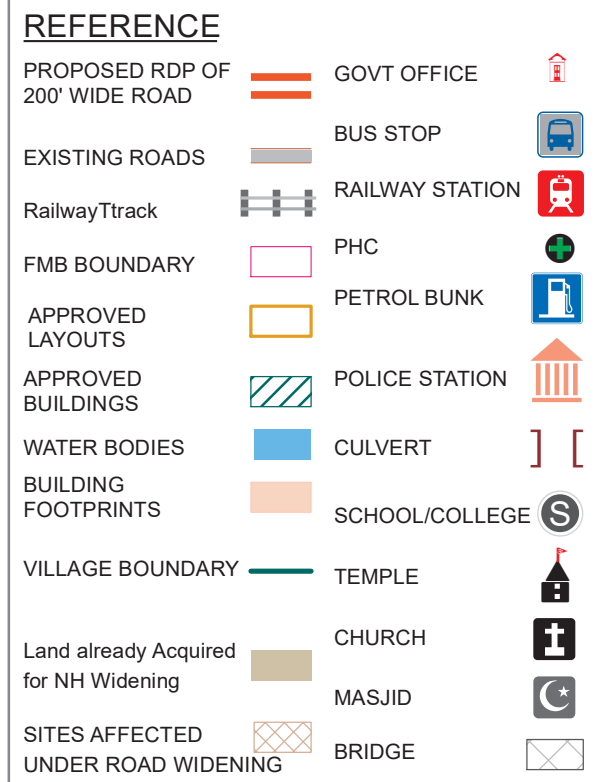 REFERENCE
PROPOSED RDP OF
200' WIDE ROAD
EXISTING ROADS
RailwayTtrack
FMB BOUNDARY
APPROVED
LAYOUTS
APPROVED
BUILDINGS
WATER BODIES
BUILDING
FOOTPRINTS
VILLAGE BOUNDARY
Land already Acquired
for NH Widening
SITES AFFECTED
UNDER ROAD WIDENING
GOVT OFFICE
BUS STOP
RAILWAY STATION
PHC
PETROL BUNK
POLICE STATION
CULVERT
SCHOOL/COLLEGE
S
TEMPLE
CHURCH
MASJID
BRIDGE